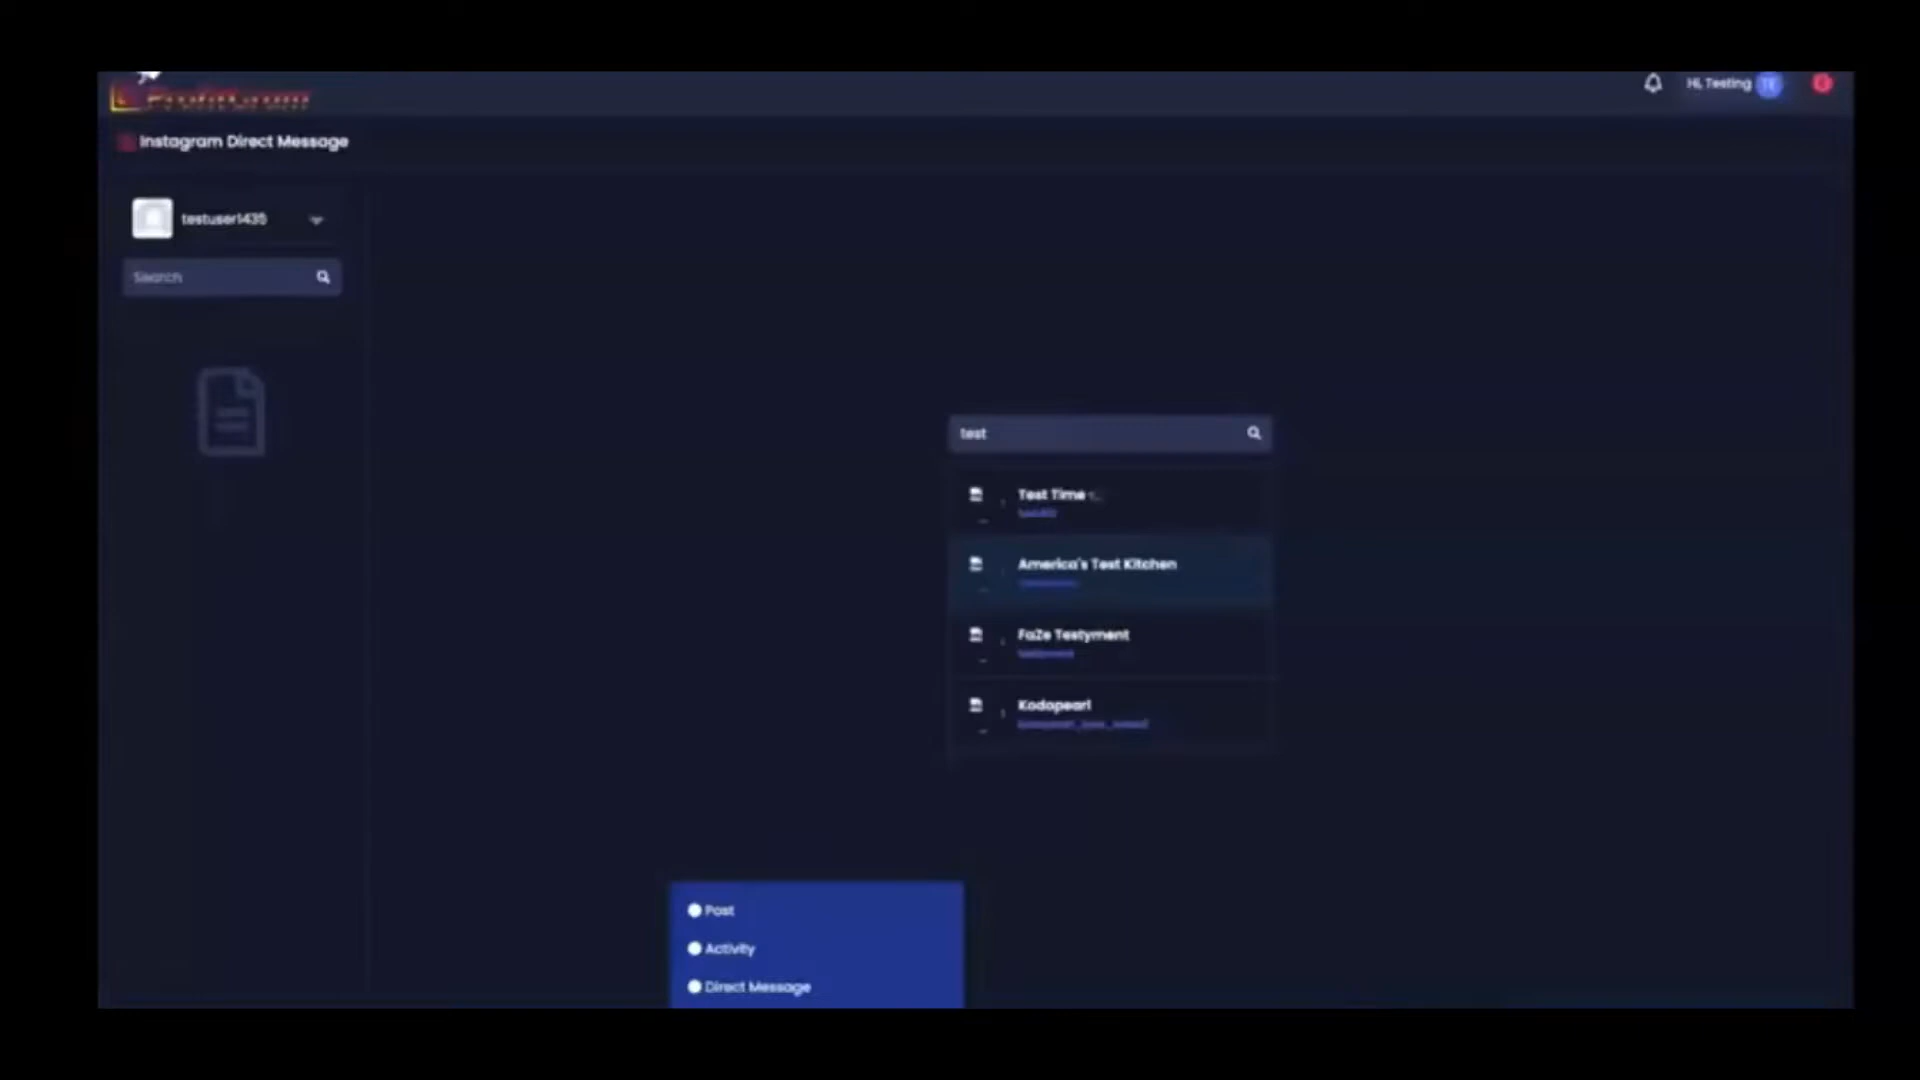 Hi, Testing TE
Instagram Direct Message
testuser1435
Search
test
Test Time
America's Test Kitchen
FaZe Testyment
Kodapearl
Post
Activity
Direct Message